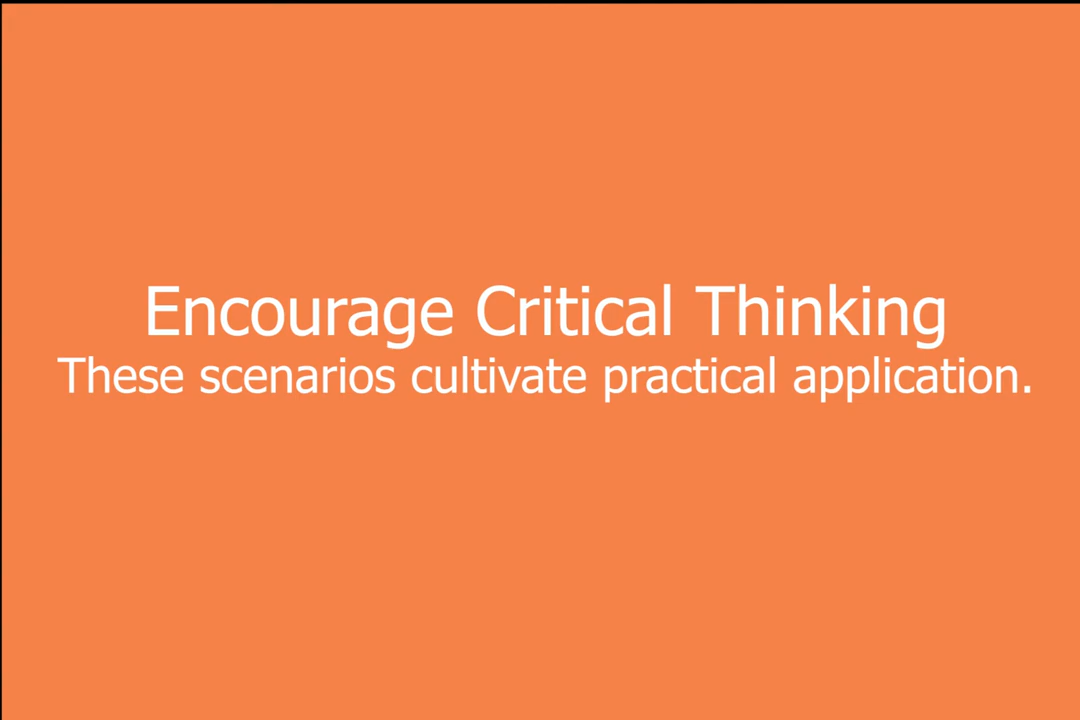 Encourage Critical Thinking
These scenarios cultivate practical application.